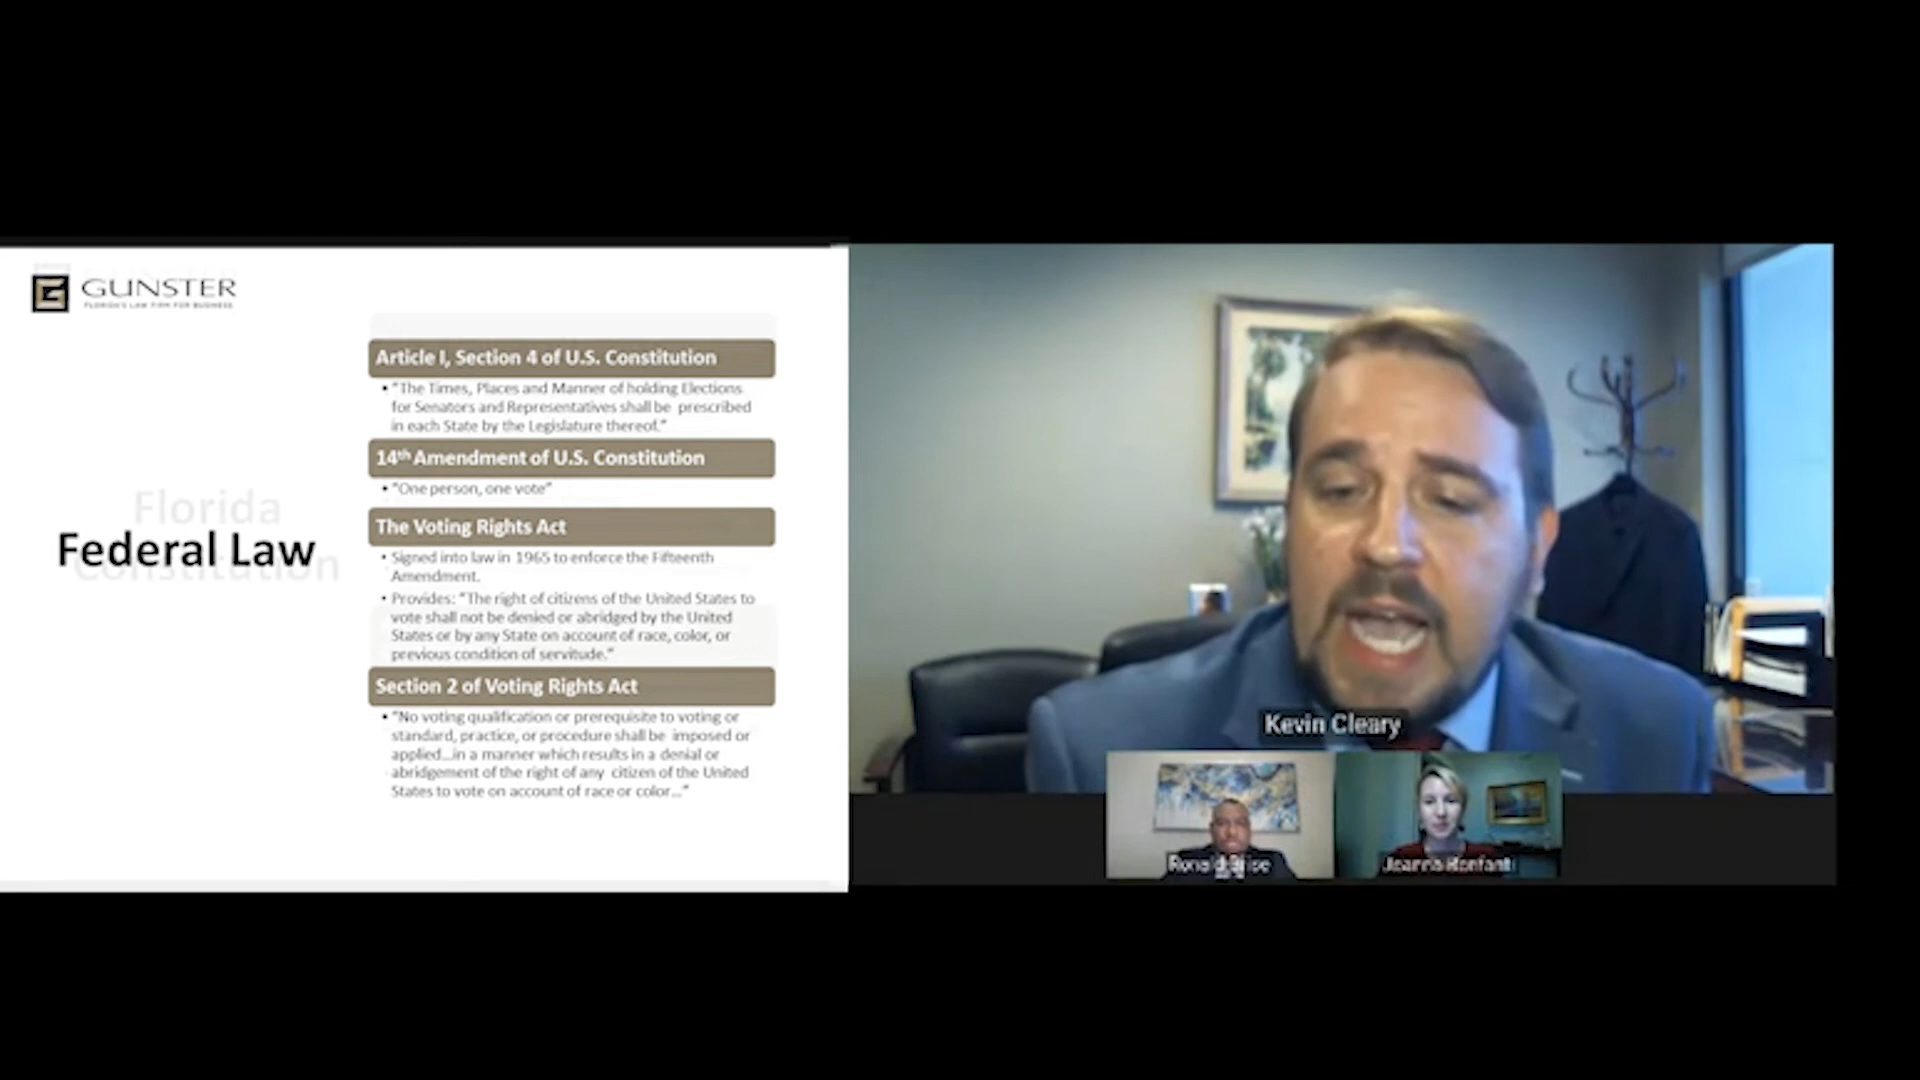 GUNSTER
FLORIDA'S LAW FIRM FOR BUSINESS
Florida
Constitution
Federal Law
Article I, Section 4 of U.S. Constitution
• "The Times, Places and Manner of holding Elections
for Senators and Representatives shall be prescribed
in each State by the Legislature thereof."
14th Amendment of U.S. Constitution
• "One person, one vote"
The Voting Rights Act
• Signed into law in 1965 to enforce the Fifteenth
Amendment.
• Provides: "The right of citizens of the United States to
vote shall not be denied or abridged by the United
States or by any State on account of race, color, or
previous condition of servitude."
Section 2 of Voting Rights Act
• "No voting qualification or prerequisite to voting or
standard, practice, or procedure shall be imposed or
applied...in a manner which results in a denial or
abridgement of the right of any citizen of the United
States to vote on account of race or color..."
Kevin Cleary
Ronald Brise
Joanna Bonfanti